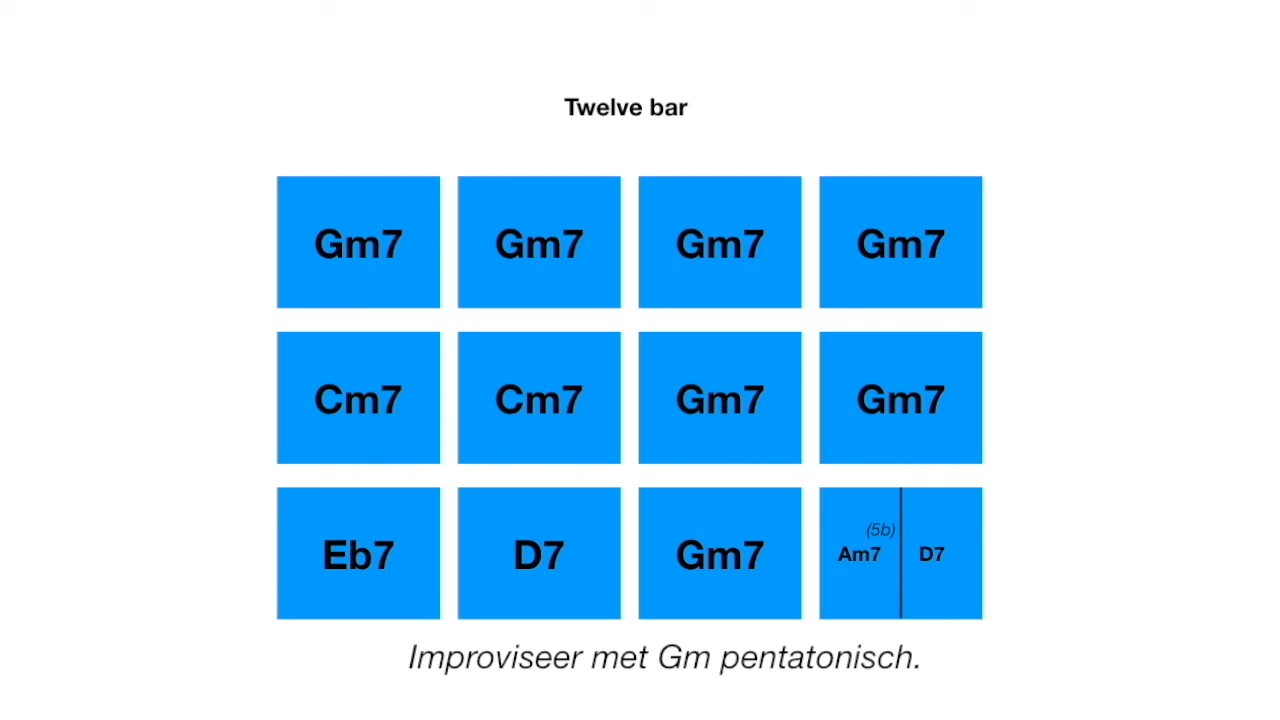 Twelve bar
Gm7 Gm7 Gm7 Gm7
Cm7 Cm7 Gm7 Gm7
Eb7 D7 Gm7 Am7 (5b) D7
Improviseer met Gm pentatonisch.